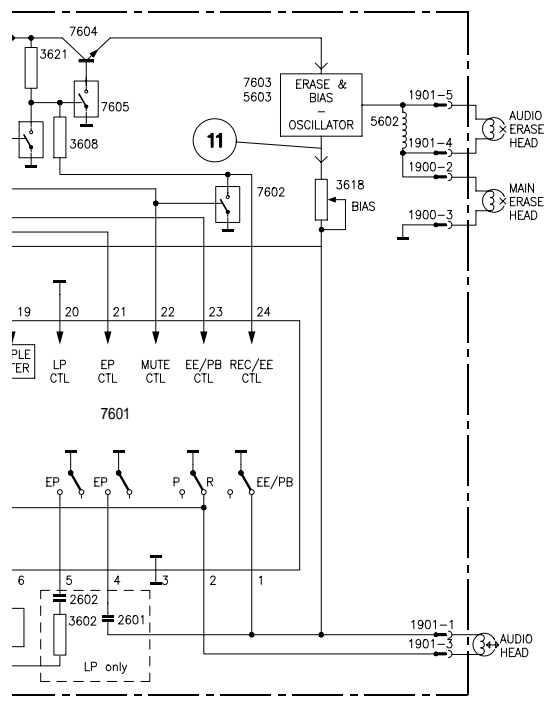 7604
3621
7605
3608
7603
5603
ERASE &
BIAS
-
OSCILLATOR
11
5602
1901-5
1901-4
1900-2
1900-3
AUDIO
ERASE
HEAD
MAIN
ERASE
HEAD
7602
3618
BIAS
19
20
21
22
23
24
PLE
TER
LP
CTL
EP
CTL
MUTE
CTL
EE/PB
CTL
REC/EE
CTL
7601
EP
EP
P
R
EE/PB
6
5
4
3
2
1
2602
3602
2601
LP only
1901-1
1901-3
AUDIO
HEAD